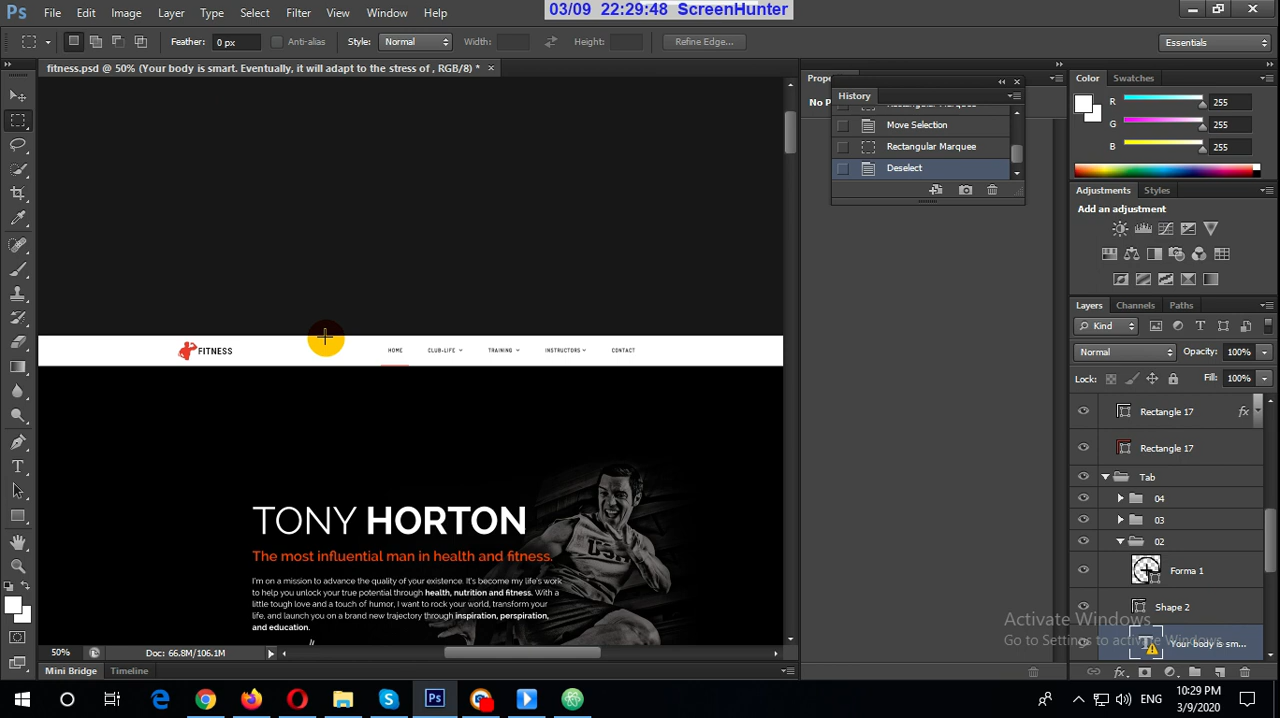 03/09 22:29:48 ScreenHunter
Ps File Edit Image Layer Type Select Filter View Window Help
Feather: 0 px Anti-alias Style: Normal Width: Height: Refine Edge... Essentials
fitness.psd @ 50% (Your body is smart. Eventually, it will adapt to the stress of , RGB/8) *
Properties
No P
History
Rectangular Marquee
Move Selection
Rectangular Marquee
Deselect
Color Swatches
R 255
G 255
B 255
Adjustments Styles
Add an adjustment
Layers Channels Paths
Kind
Normal Opacity: 100%
Lock: Fill: 100%
Rectangle 17 fx
Rectangle 17
Tab
04
03
02
Forma 1
Shape 2
Your body is sm...
FITNESS HOME CLUB-LIFE TRAINING INSTRUCTORS CONTACT
TONY HORTON
The most influential man in health and fitness.
I'm on a mission to advance the quality of your existence. It's become my life's work
to help you unlock your true potential through health, nutrition and fitness. With a
little tough love and a touch of humor, I want to rock your world, transform your
life, and launch you on a brand new trajectory through inspiration, perspiration,
and education.
USA
Activate Windows
Go to Settings to activate Windows.
50% Doc: 66.8M/106.1M
Mini Bridge Timeline
ENG
10:29 PM
3/9/2020